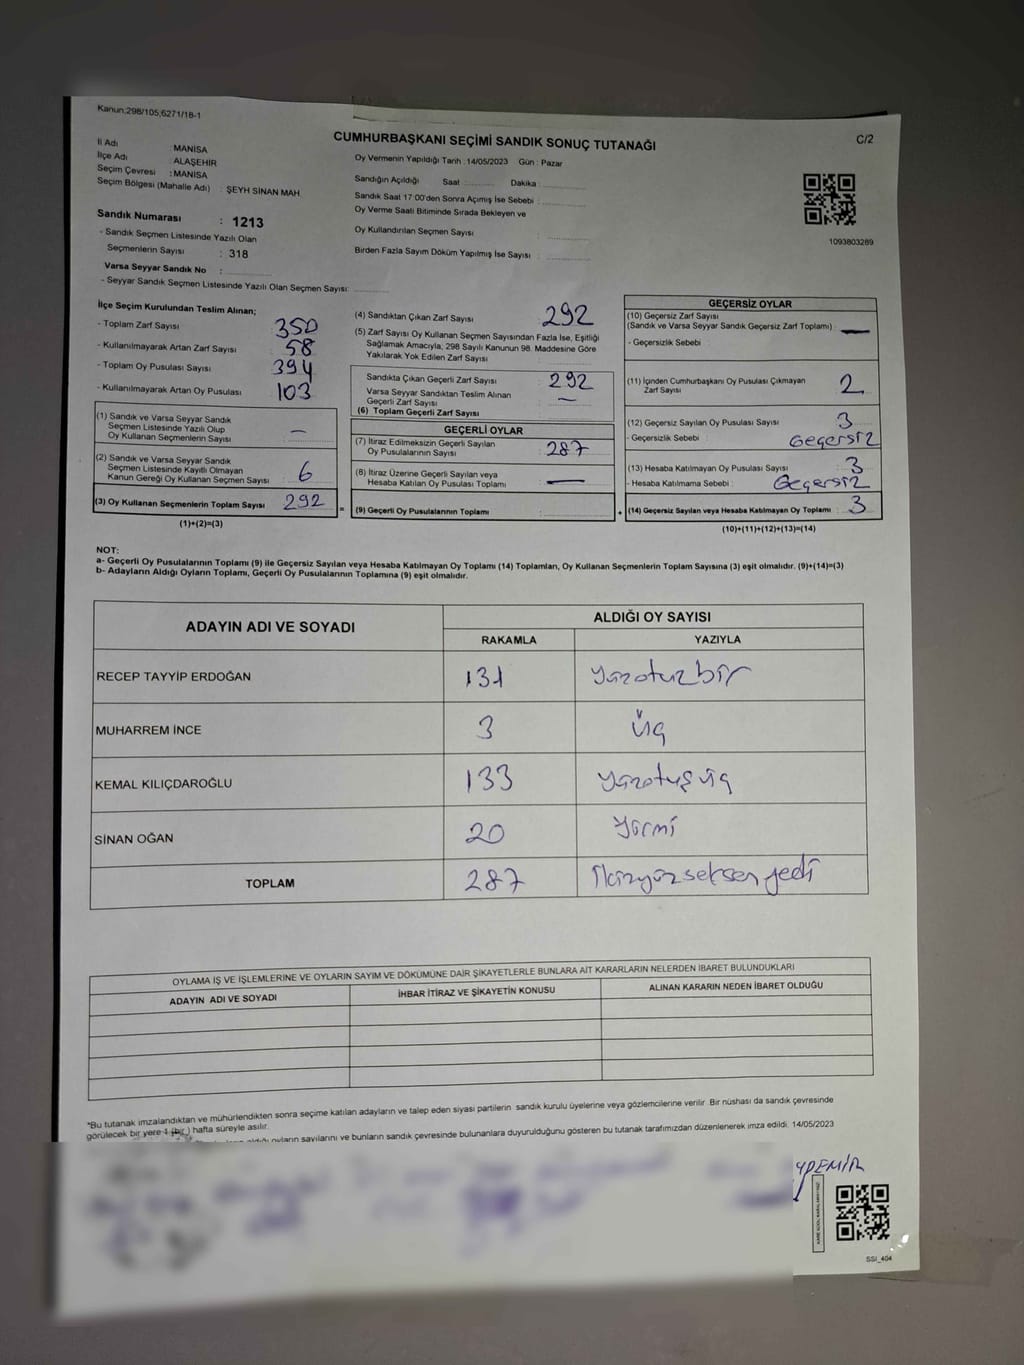 Kanun;298/105;6271/18-1
CUMHURBAŞKANI SEÇİMİ SANDIK SONUÇ TUTANAĞI
C/2
İl Adı : MANİSA
İlçe Adı : ALAŞEHİR
Seçim Çevresi : MANİSA
Seçim Bölgesi (Mahalle Adı) : ŞEYH SİNAN MAH.
Sandık Numarası : 1213
- Sandık Seçmen Listesinde Yazılı Olan
Seçmenlerin Sayısı : 318
Varsa Seyyar Sandık No :
- Seyyar Sandık Seçmen Listesinde Yazılı Olan Seçmen Sayısı:
Oy Vermenin Yapıldığı Tarih :14/05/2023 Gün : Pazar
Sandığın Açıldığı Saat Dakika
Sandık Saat 17:00'den Sonra Açımış İse Sebebi :
Oy Verme Saati Bitiminde Sırada Bekleyen ve
Oy Kullandırılan Seçmen Sayısı :
Birden Fazla Sayım Döküm Yapılmış İse Sayısı :
1093803289
İlçe Seçim Kurulundan Teslim Alınan;
- Toplam Zarf Sayısı 350
- Kullanılmayarak Artan Zarf Sayısı 58
- Toplam Oy Pusulası Sayısı 394
- Kullanılmayarak Artan Oy Pusulası 103
(1) Sandık ve Varsa Seyyar Sandık
Seçmen Listesinde Yazılı Olup
Oy Kullanan Seçmenlerin Sayısı : —
(2) Sandık ve Varsa Seyyar Sandık
Seçmen Listesinde Kayıtlı Olmayan
Kanun Gereği Oy Kullanan Seçmen Sayısı : 6
(3) Oy Kullanan Seçmenlerin Toplam Sayısı : 292
(1)+(2)=(3)
(4) Sandıktan Çıkan Zarf Sayısı 292
(5) Zarf Sayısı Oy Kullanan Seçmen Sayısından Fazla İse, Eşitliği
Sağlamak Amacıyla, 298 Sayılı Kanunun 98. Maddesine Göre
Yakılarak Yok Edilen Zarf Sayısı
Sandıkta Çıkan Geçerli Zarf Sayısı 292
Varsa Seyyar Sandıktan Teslim Alınan
Geçerli Zarf Sayısı —
(6) Toplam Geçerli Zarf Sayısı
GEÇERLİ OYLAR
(7) İtiraz Edilmeksizin Geçerli Sayılan
Oy Pusulalarının Sayısı 287
(8) İtiraz Üzerine Geçerli Sayılan veya
Hesaba Katılan Oy Pusulası Toplamı —
= (9) Geçerli Oy Pusulalarının Toplamı
GEÇERSİZ OYLAR
(10) Geçersiz Zarf Sayısı
(Sandık ve Varsa Seyyar Sandık Geçersiz Zarf Toplamı) : —
- Geçersizlik Sebebi
(11) İçinden Cumhurbaşkanı Oy Pusulası Çıkmayan
Zarf Sayısı 2
(12) Geçersiz Sayılan Oy Pusulası Sayısı 3
- Geçersizlik Sebebi : Geçersiz
(13) Hesaba Katılmayan Oy Pusulası Sayısı 3
- Hesaba Katılmama Sebebi : Geçersiz
+ (14) Geçersiz Sayılan veya Hesaba Katılmayan Oy Toplamı : 3
(10)+(11)+(12)+(13)=(14)
NOT:
a- Geçerli Oy Pusulalarının Toplamı (9) ile Geçersiz Sayılan veya Hesaba Katılmayan Oy Toplamı (14) Toplamları, Oy Kullanan Seçmenlerin Toplam Sayısına (3) eşit olmalıdır. (9)+(14)=(3)
b- Adayların Aldığı Oyların Toplamı, Geçerli Oy Pusulalarının Toplamına (9) eşit olmalıdır.
ADAYIN ADI VE SOYADI
ALDIĞI OY SAYISI
RAKAMLA YAZIYLA
RECEP TAYYİP ERDOĞAN 131 Yüzotuzbir
MUHARREM İNCE 3 Üç
KEMAL KILIÇDAROĞLU 133 Yüzotuzüç
SİNAN OĞAN 20 Yirmi
TOPLAM 287 İkiyüzseksenyedi
OYLAMA İŞ VE İŞLEMLERİNE VE OYLARIN SAYIM VE DÖKÜMÜNE DAİR ŞİKAYETLERLE BUNLARA AİT KARARLARIN NELERDEN İBARET BULUNDUKLARI
ADAYIN ADI VE SOYADI İHBAR İTİRAZ VE ŞİKAYETİN KONUSU ALINAN KARARIN NEDEN İBARET OLDUĞU
*Bu tutanak imzalandıktan ve mühürlendikten sonra seçime katılan adayların ve talep eden siyasi partilerin sandık kurulu üyelerine veya gözlemcilerine verilir. Bir nüshası da sandık çevresinde
görülecek bir yere 1 (bir ) hafta süreyle asılır.
oyların sayılarını ve bunların sandık çevresinde bulunanlara duyurulduğunu gösteren bu tutanak tarafımızdan düzenlenerek imza edildi. 14/05/2023
SSI_404